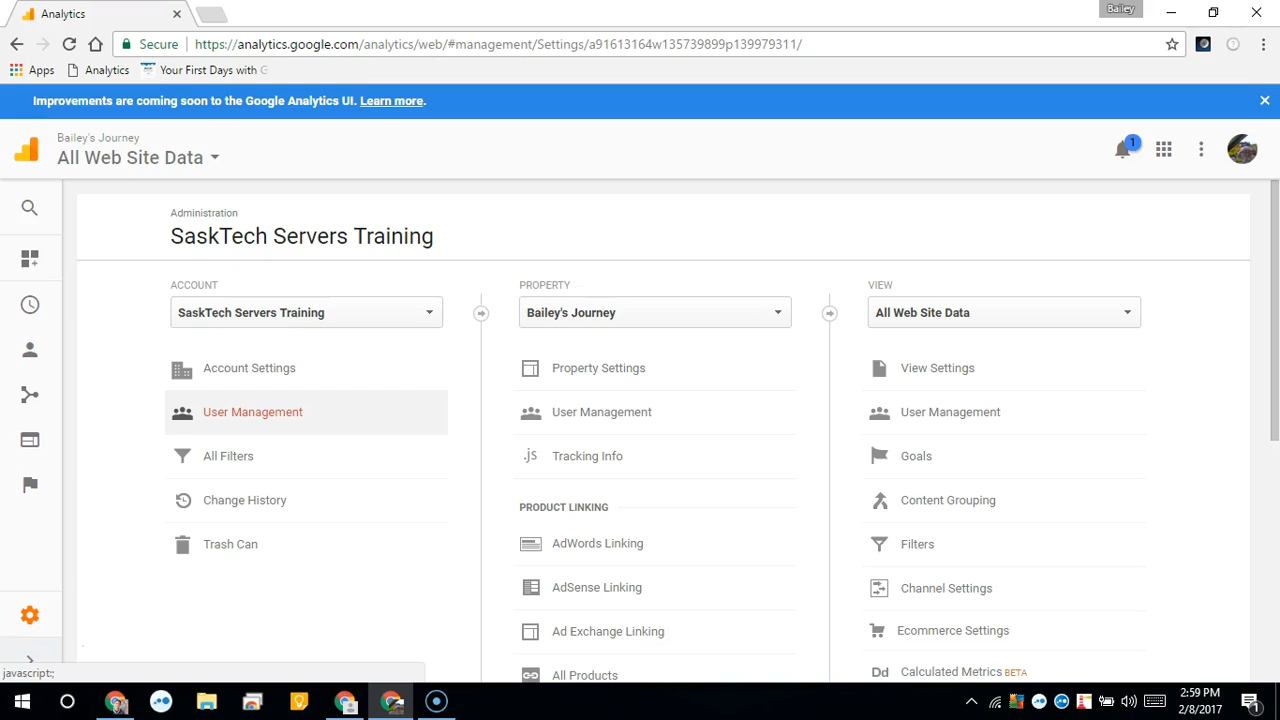 Analytics
Bailey
Secure
https://analytics.google.com/analytics/web/#management/Settings/a91613164w135739899p139979311/
Apps
Analytics
Your First Days with G
Improvements are coming soon to the Google Analytics UI. Learn more.
Bailey's Journey
All Web Site Data
1
Administration
SaskTech Servers Training
ACCOUNT
SaskTech Servers Training
Account Settings
User Management
All Filters
Change History
Trash Can
PROPERTY
Bailey's Journey
Property Settings
User Management
.js Tracking Info
PRODUCT LINKING
AdWords Linking
AdSense Linking
Ad Exchange Linking
All Products
VIEW
All Web Site Data
View Settings
User Management
Goals
Content Grouping
Filters
Channel Settings
Ecommerce Settings
Dd Calculated Metrics BETA
javascript:;
2:59 PM
2/8/2017
1